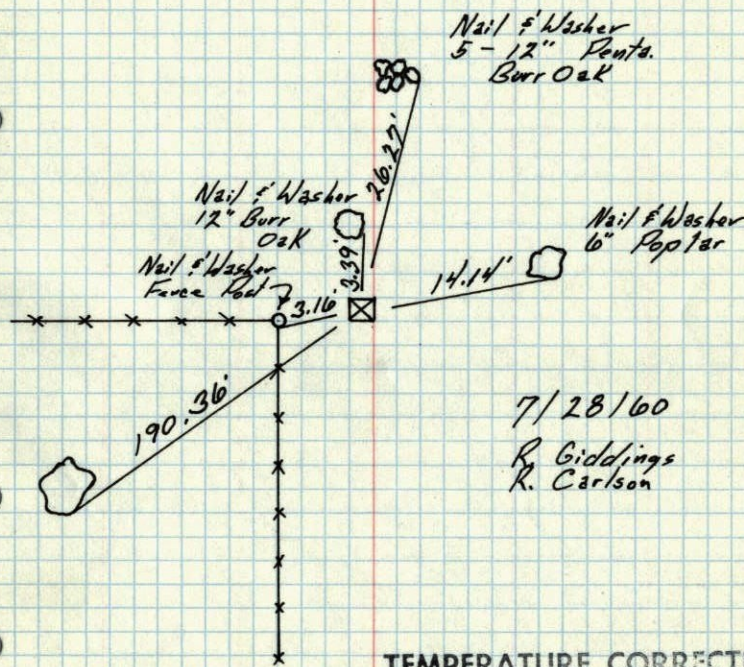 Nail & Washer
5 - 12" Penta.
Burr Oak
26.27'
Nail & Washer
12" Burr
Oak
3.39'
Nail & Washer
6" Poplar
14.14'
Nail & Washer
Fence Post
3.16'
190.36'
7/28/60
R. Giddings
R. Carlson
TEMPERATURE CORRECT